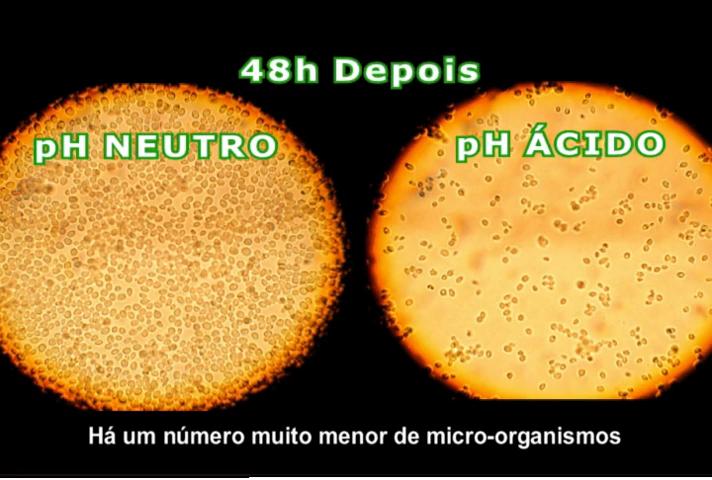 48h Depois
pH NEUTRO
pH ÁCIDO
Há um número muito menor de micro-organismos